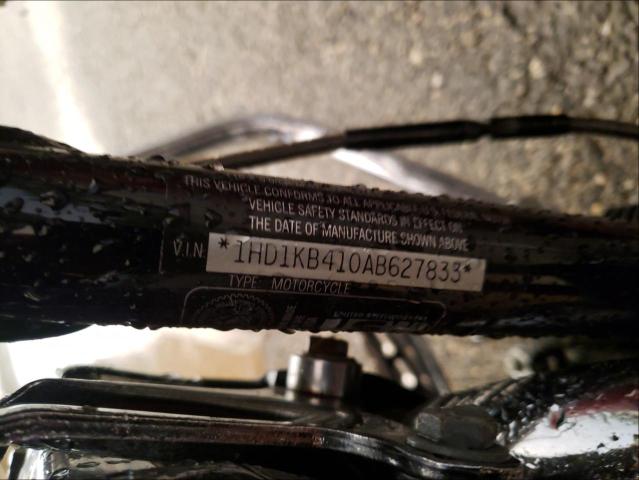 THIS VEHICLE CONFORMS TO ALL APPLICABLE U.S. FEDERAL
VEHICLE SAFETY STANDARDS IN EFFECT ON
THE DATE OF MANUFACTURE SHOWN ABOVE
V.I.N. *1HD1KB410AB627833*
TYPE: MOTORCYCLE